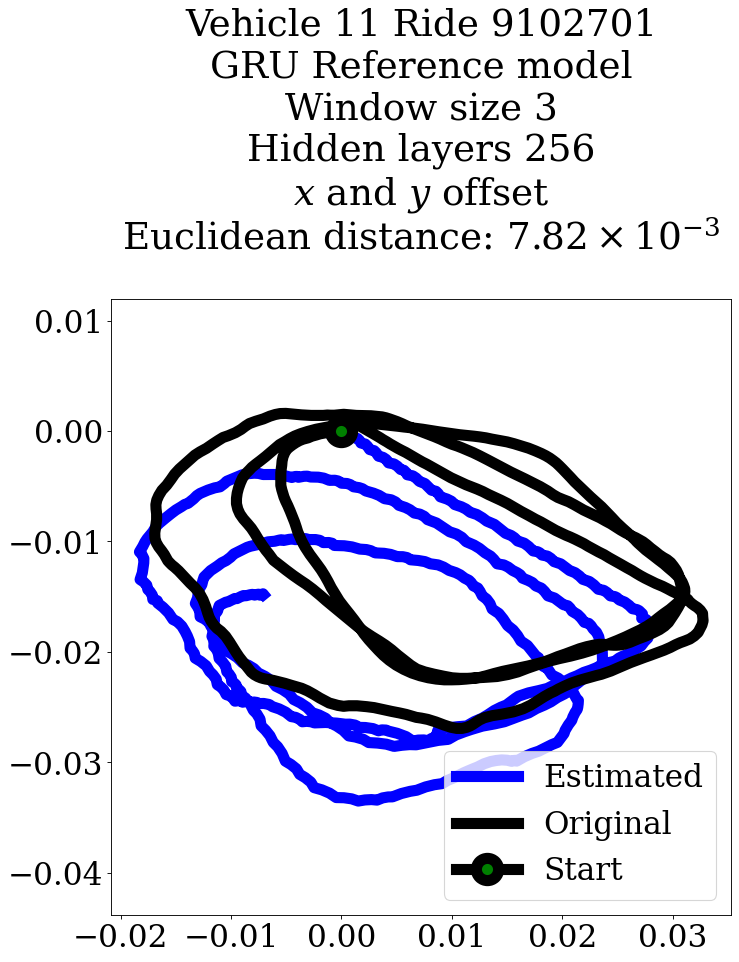 Vehicle 11 Ride 9102701
GRU Reference model
Window size 3
Hidden layers 256
x and y offset
Euclidean distance: 7.82 × 10⁻³
0.01
0.00
−0.01
−0.02
−0.03
−0.04
Estimated
Original
Start
−0.02 −0.01 0.00 0.01 0.02 0.03